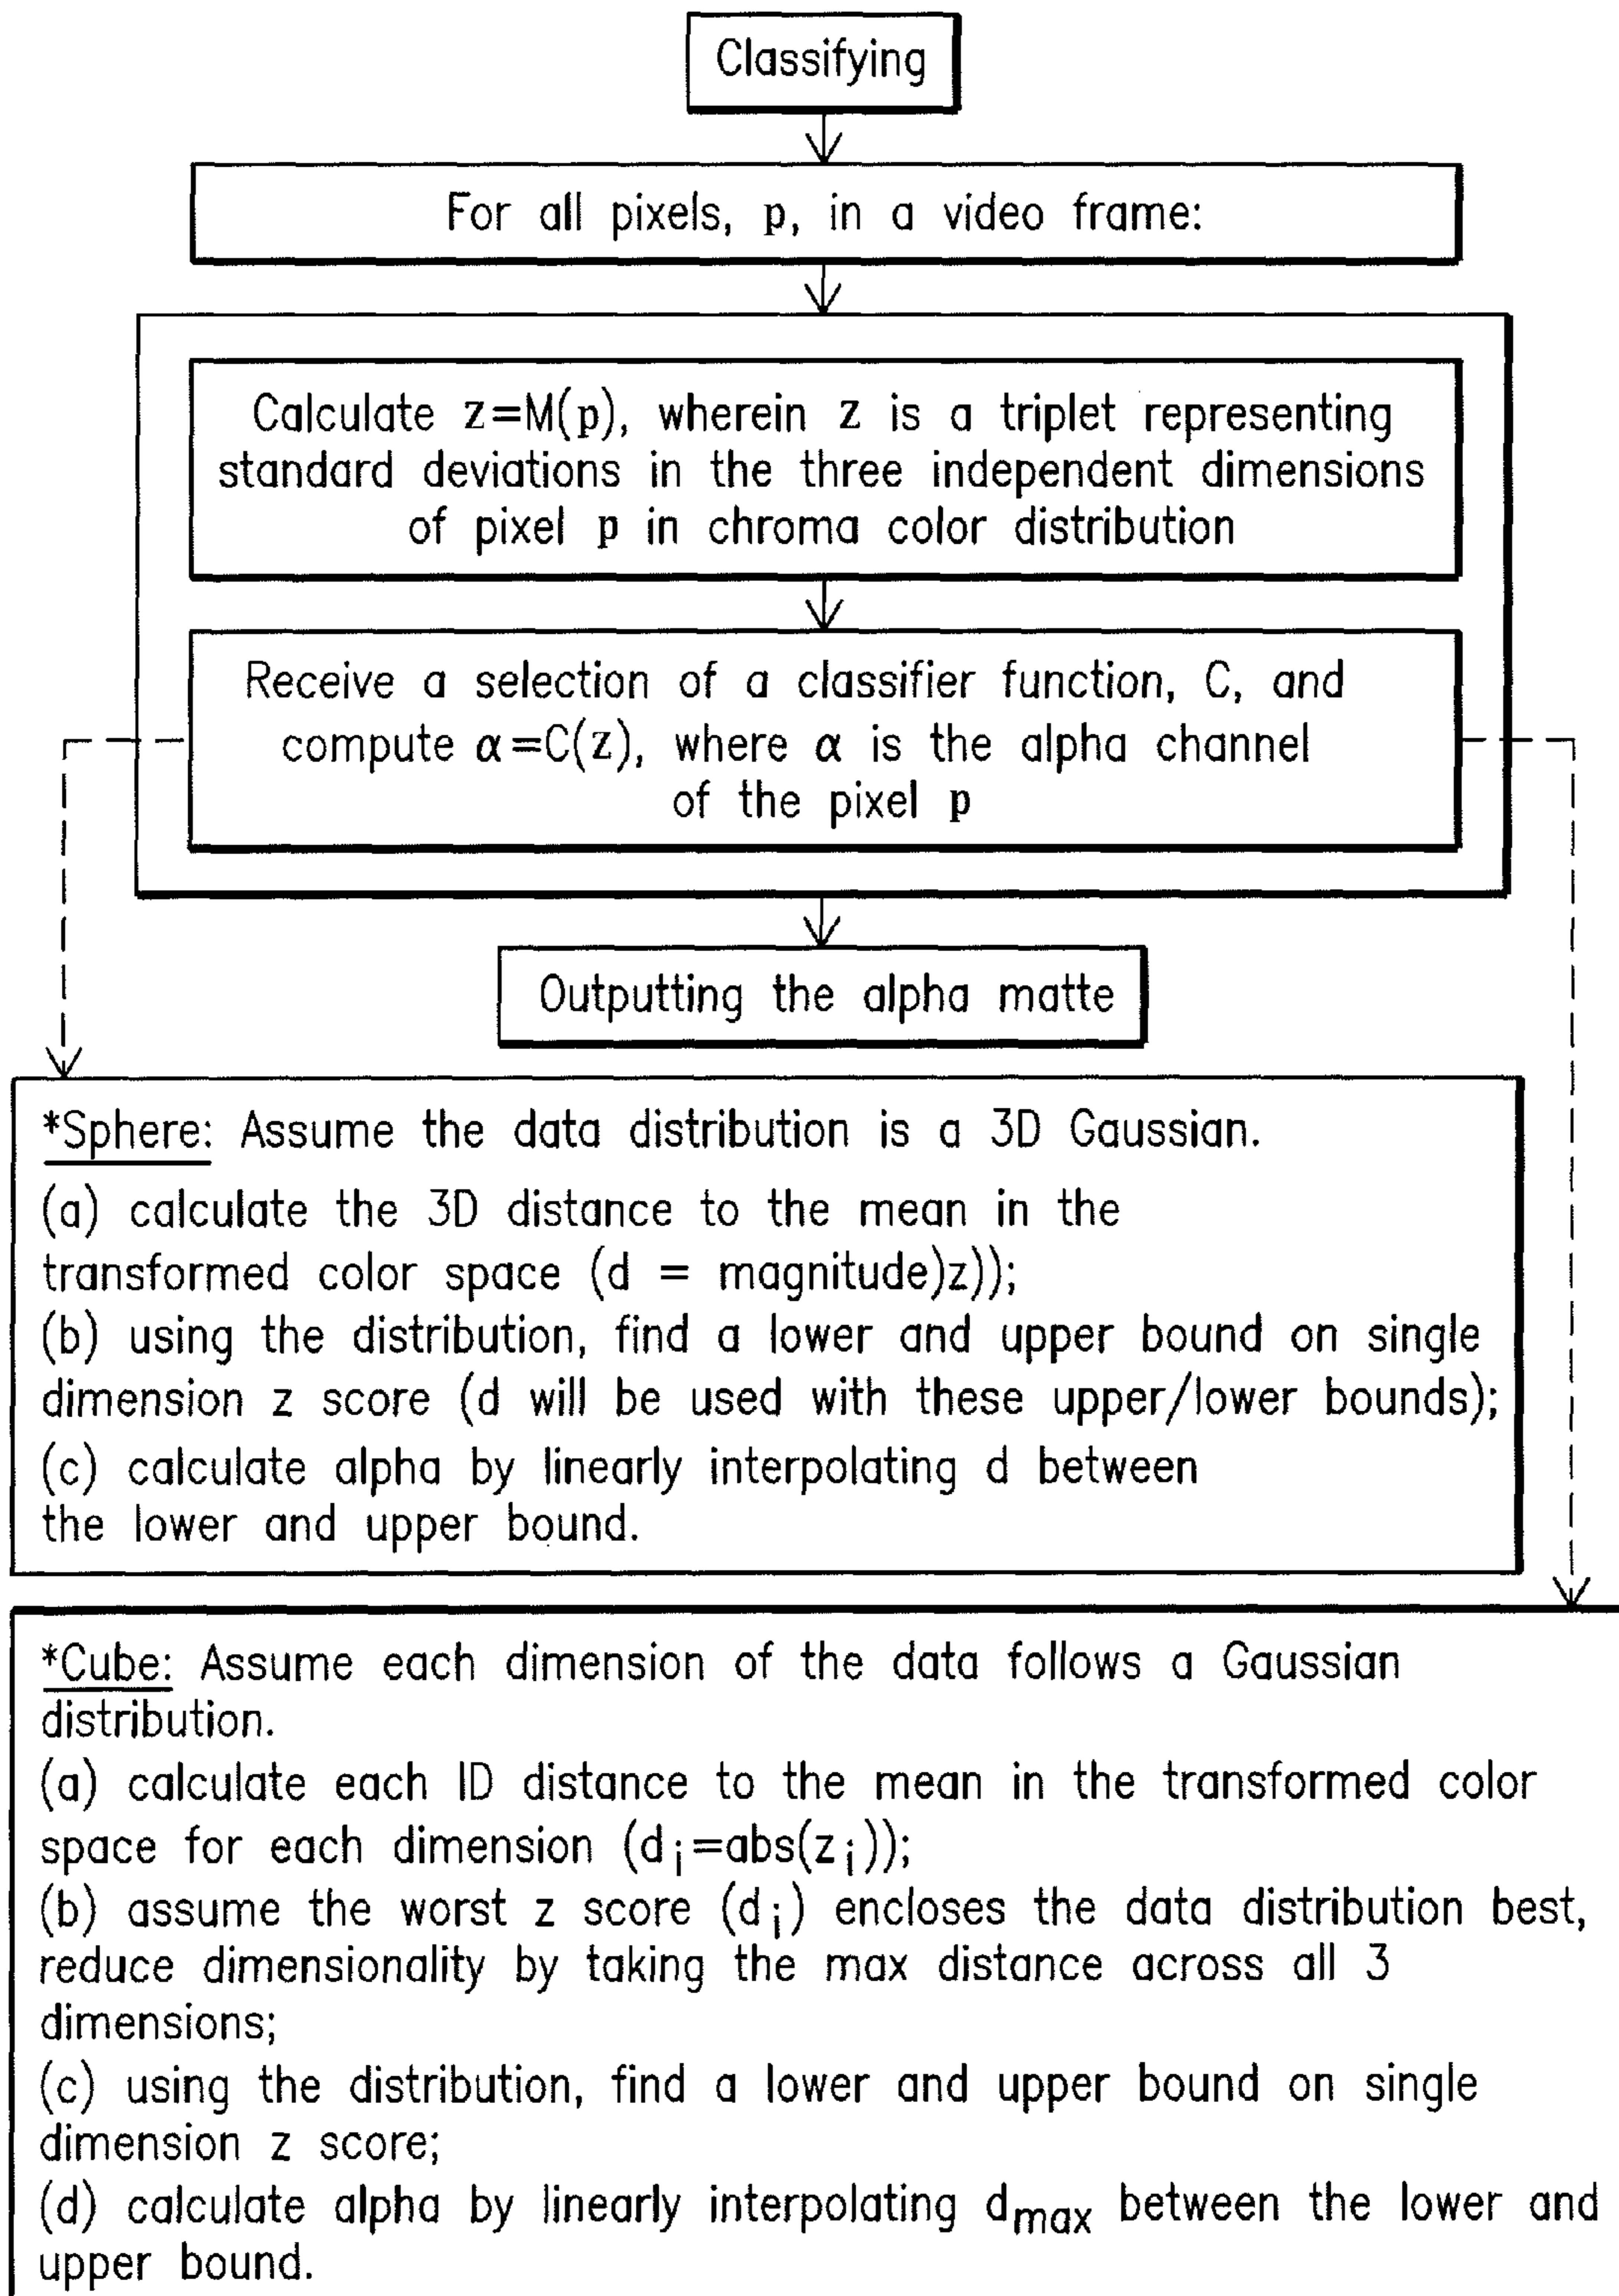 Classifying
For all pixels, p, in a video frame:
Calculate z=M(p), wherein z is a triplet representing
standard deviations in the three independent dimensions
of pixel p in chroma color distribution
Receive a selection of a classifier function, C, and
compute α=C(z), where α is the alpha channel
of the pixel p
Outputting the alpha matte
*Sphere: Assume the data distribution is a 3D Gaussian.
(a) calculate the 3D distance to the mean in the
transformed color space (d = magnitude)z));
(b) using the distribution, find a lower and upper bound on single
dimension z score (d will be used with these upper/lower bounds);
(c) calculate alpha by linearly interpolating d between
the lower and upper bound.
*Cube: Assume each dimension of the data follows a Gaussian
distribution.
(a) calculate each ID distance to the mean in the transformed color
space for each dimension (d i=abs(z i));
(b) assume the worst z score (d i) encloses the data distribution best,
reduce dimensionality by taking the max distance across all 3
dimensions;
(c) using the distribution, find a lower and upper bound on single
dimension z score;
(d) calculate alpha by linearly interpolating dmax between the lower and
upper bound.